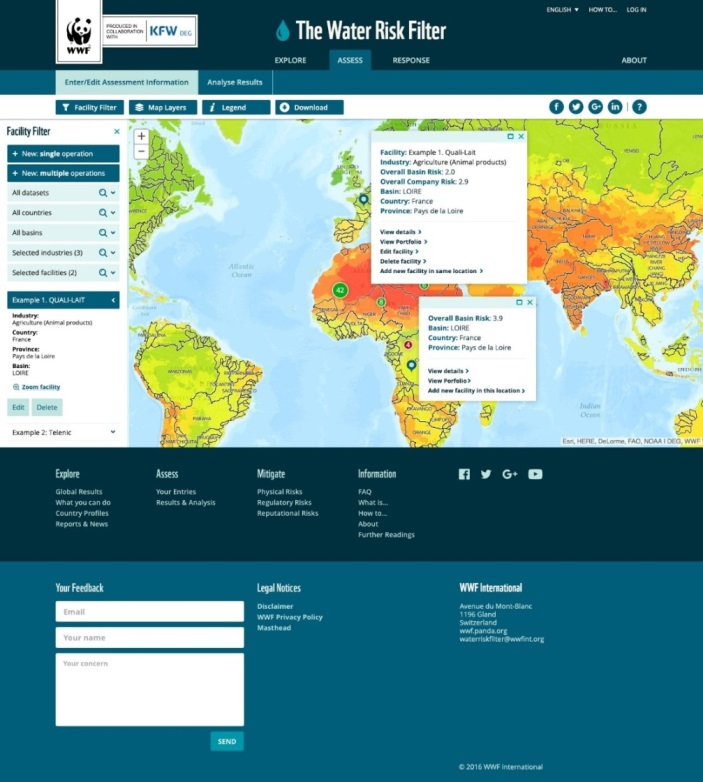 ENGLISH ▼ HOW TO... LOG IN
WWF
PRODUCED IN
COLLABORATION
WITH
KFW DEG
The Water Risk Filter
EXPLORE ASSESS RESPONSE ABOUT
Enter/Edit Assessment Information Analyse Results
Facility Filter Map Layers Legend Download
Facility Filter
+ New: single operation
+ New: multiple operations
All datasets
All countries
All basins
Selected industries (3)
Selected facilities (2)
Example 1. QUALI-LAIT
Industry:
Agriculture (Animal products)
Country:
France
Province:
Pays de la Loire
Basin:
LOIRE
Zoom facility
Edit Delete
Example 2: Telenic
Facility: Example 1. Quali-Lait
Industry: Agriculture (Animal products)
Overall Basin Risk: 2.0
Overall Company Risk: 2.9
Basin: LOIRE
Country: France
Province: Pays de la Loire
View details >
View Portfolio >
Edit facility >
Delete facility >
Add new facility in same location >
Overall Basin Risk: 3.9
Basin: LOIRE
Country: France
Province: Pays de la Loire
View details >
View Porfolio >
Add new facility in this location >
Atlantic
Ocean
42
Indian
Ocean
Esri, HERE, DeLorme, FAO, NOAA I DEG, WWF
Explore Assess Mitigate Information
Global Results Your Entries Physical Risks FAQ
What you can do Results & Analysis Regulatory Risks What is...
Country Profiles Reputational Risks How to...
Reports & News About
Further Readings
Your Feedback Legal Notices WWF International
Email
Your name
Your concern
SEND
Disclaimer
WWF Privacy Policy
Masthead
Avenue du Mont-Blanc
1196 Gland
Switzerland
wwf.panda.org
waterriskfilter@wwfint.org
© 2016 WWF International